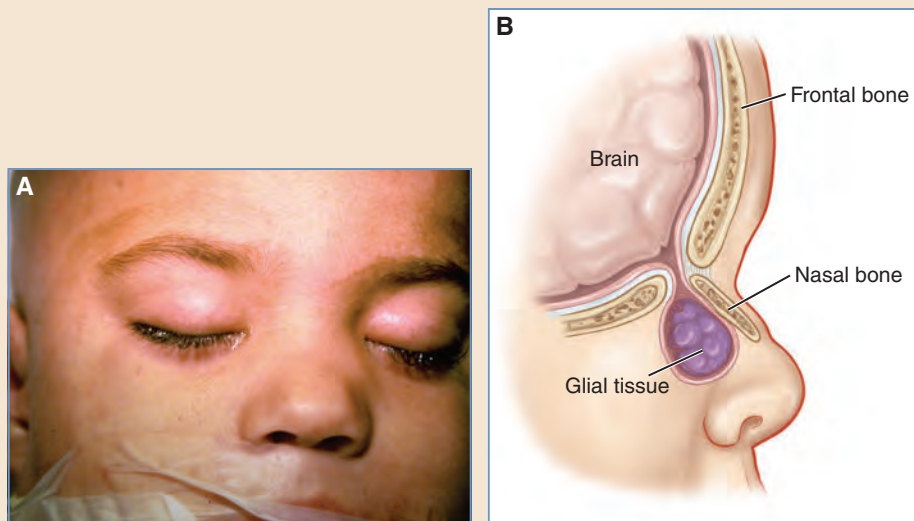 A
B
Frontal bone
Brain
Nasal bone
Glial tissue